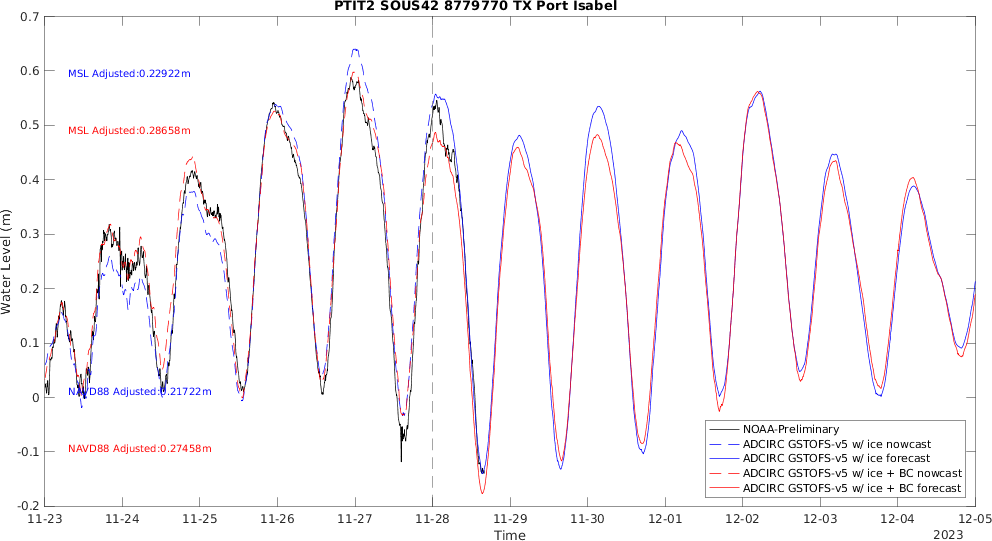 PTIT2 SOUS42 8779770 TX Port Isabel
Water Level (m)
0.7
0.6
0.5
0.4
0.3
0.2
0.1
0
-0.1
-0.2
MSL Adjusted:0.22922m
MSL Adjusted:0.28658m
NAVD88 Adjusted:0.21722m
NAVD88 Adjusted:0.27458m
NOAA-Preliminary
ADCIRC GSTOFS-v5 w/ ice nowcast
ADCIRC GSTOFS-v5 w/ ice forecast
ADCIRC GSTOFS-v5 w/ ice + BC nowcast
ADCIRC GSTOFS-v5 w/ ice + BC forecast
11-23 11-24 11-25 11-26 11-27 11-28 11-29 11-30 12-01 12-02 12-03 12-04 12-05
Time
2023